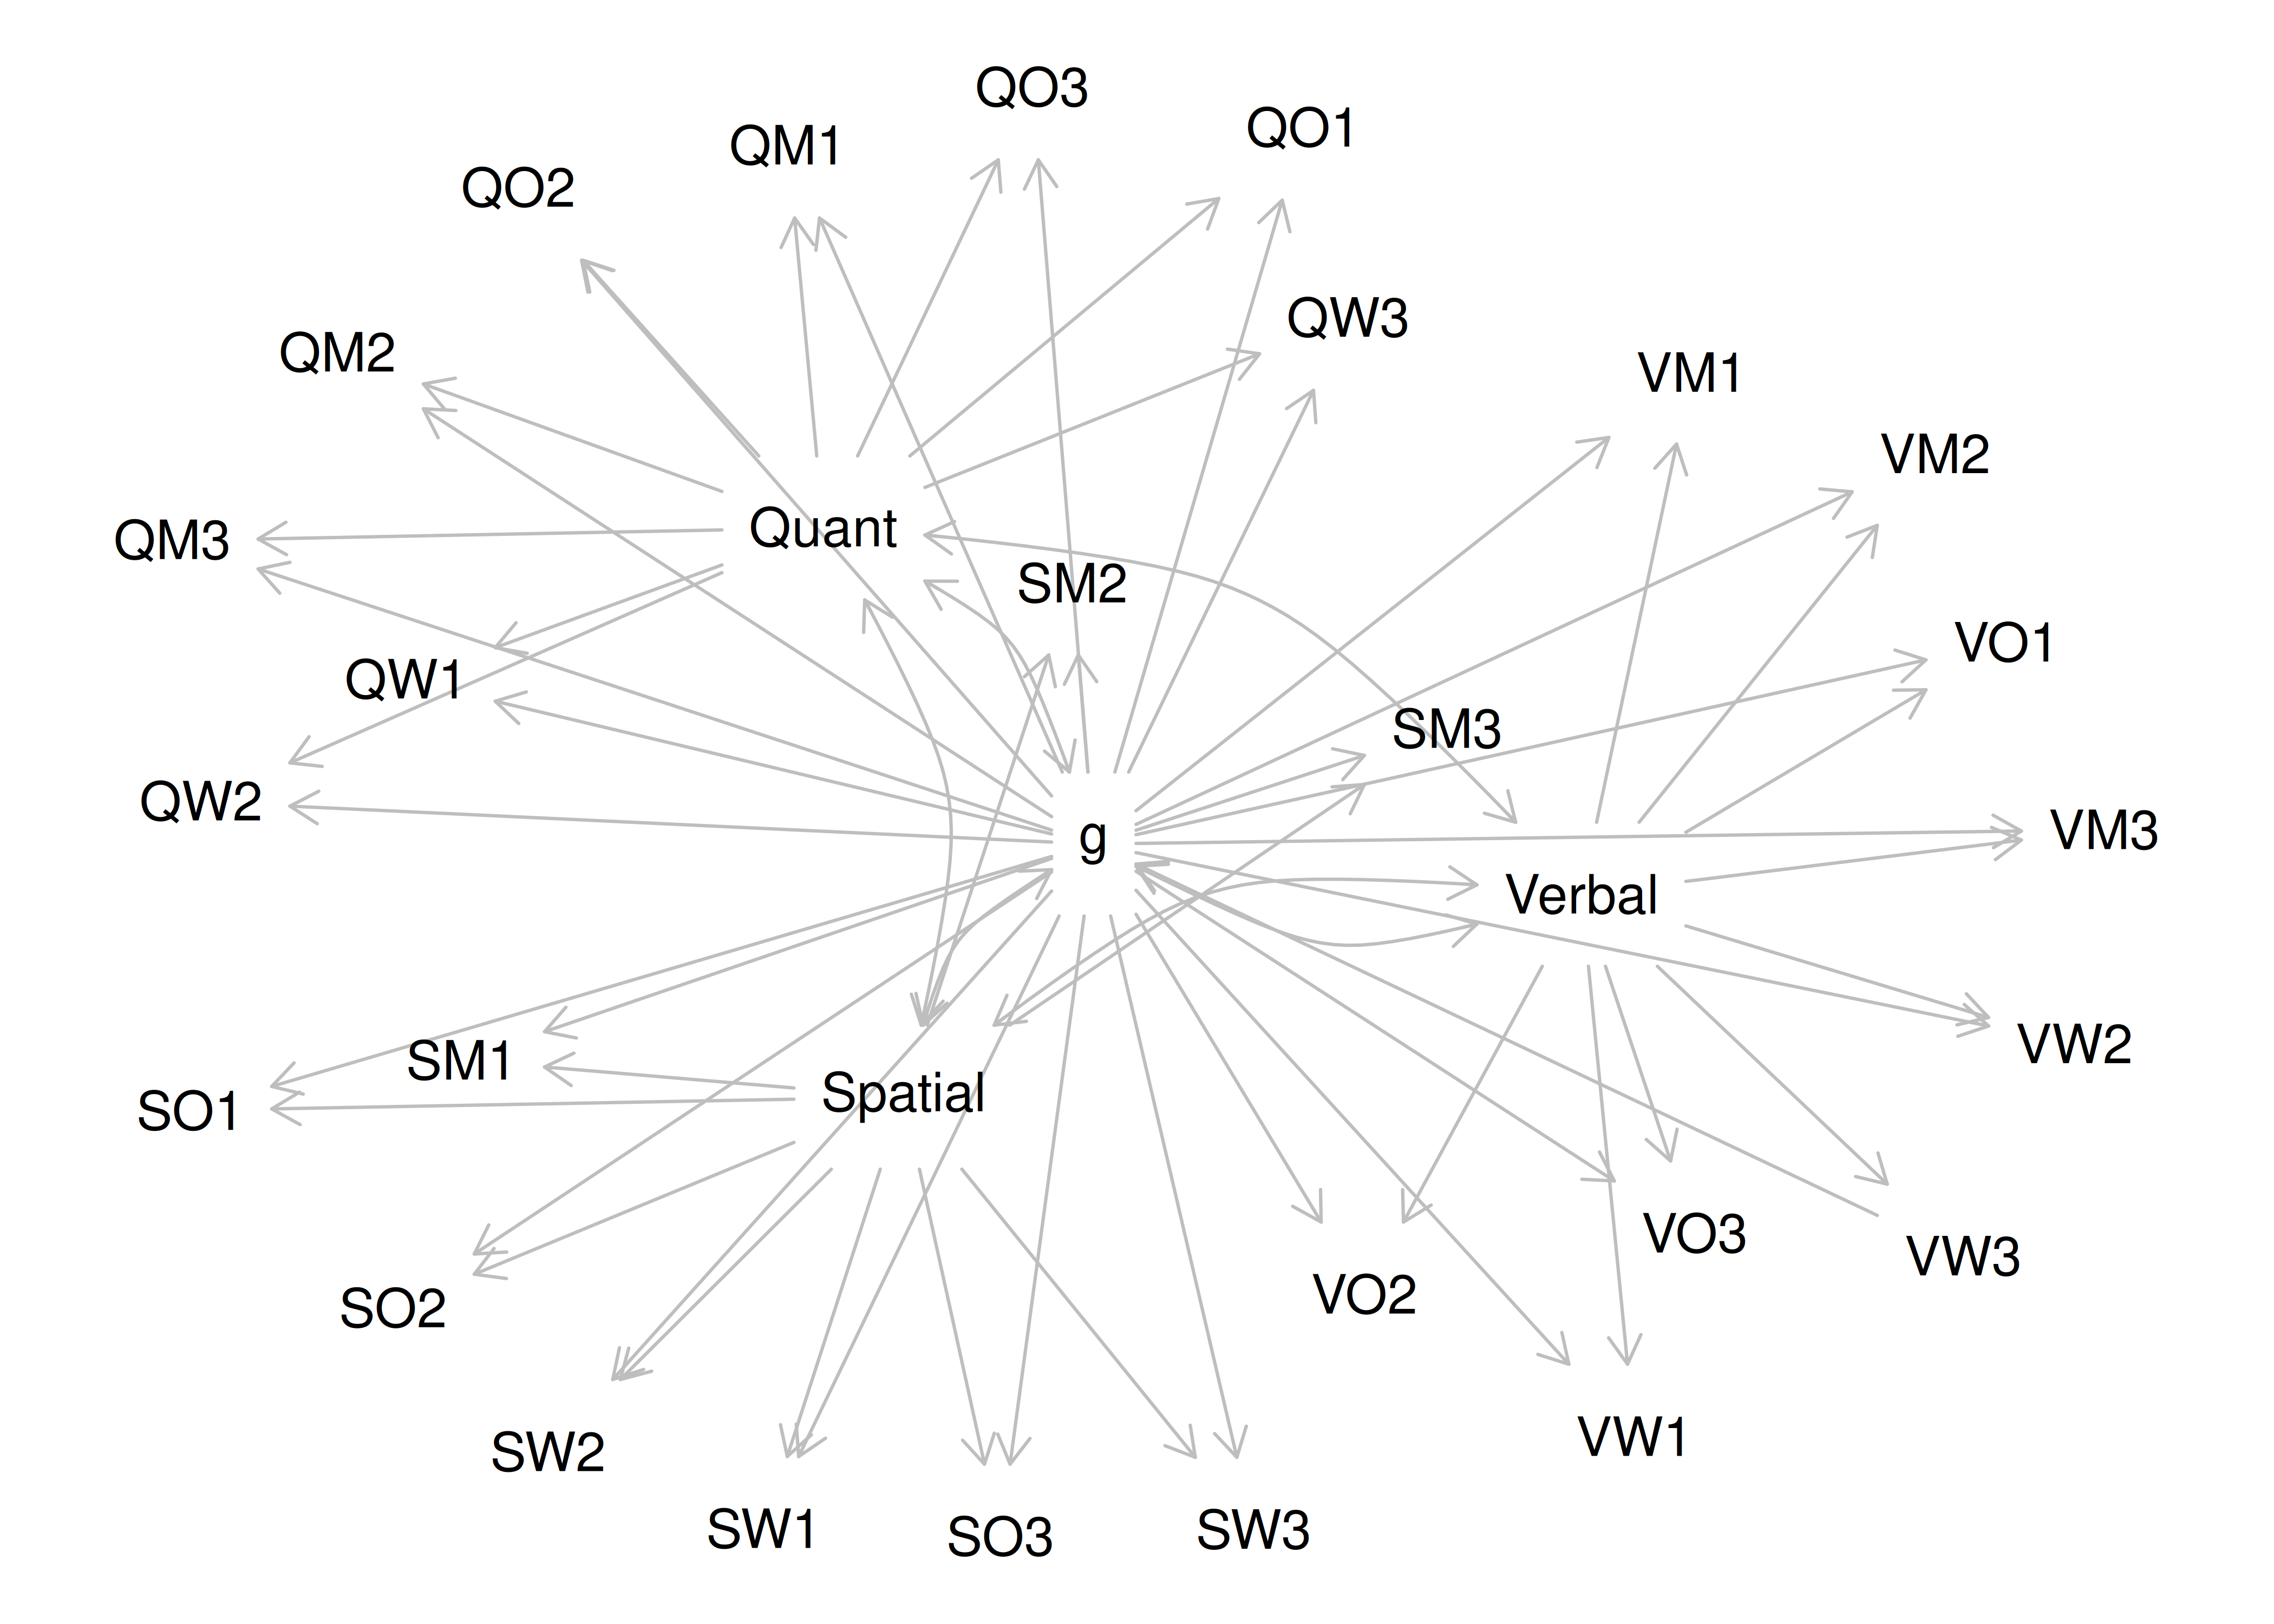 QO3
QO1
QM1
QO2
QW3
QM2
VM1
VM2
Quant
QM3
SM2
VO1
QW1
SM3
QW2
VM3
g
Verbal
VW2
SM1
Spatial
SO1
VO3
VW3
VO2
SO2
VW1
SW2
SW1
SO3
SW3